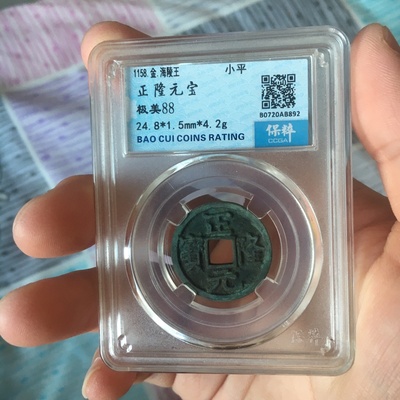 1158.金.海陵王 小平
正隆元宝
极美88
24.8*1.5mm*4.2g
BAO CUI COINS RATING
B0720AB892
保粹
CCGA
正
寳 隆
元